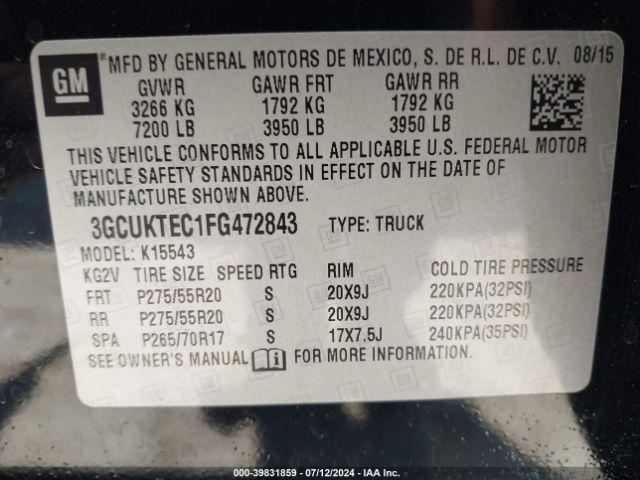 GM
MFD BY GENERAL MOTORS DE MEXICO, S. DE R.L. DE C.V. 08/15
GVWR GAWR FRT GAWR RR
3266 KG 1792 KG 1792 KG
7200 LB 3950 LB 3950 LB
THIS VEHICLE CONFORMS TO ALL APPLICABLE U.S. FEDERAL MOTOR
VEHICLE SAFETY STANDARDS IN EFFECT ON THE DATE OF
MANUFACTURE SHOWN ABOVE.
3GCUKTEC1FG472843 TYPE: TRUCK
MODEL: K15543
KG2V TIRE SIZE SPEED RTG RIM COLD TIRE PRESSURE
FRT P275/55R20 S 20X9J 220KPA(32PSI)
RR P275/55R20 S 20X9J 220KPA(32PSI)
SPA P265/70R17 S 17X7.5J 240KPA(35PSI)
SEE OWNER'S MANUAL FOR MORE INFORMATION.
000-39831859 - 07/12/2024 - IAA Inc.